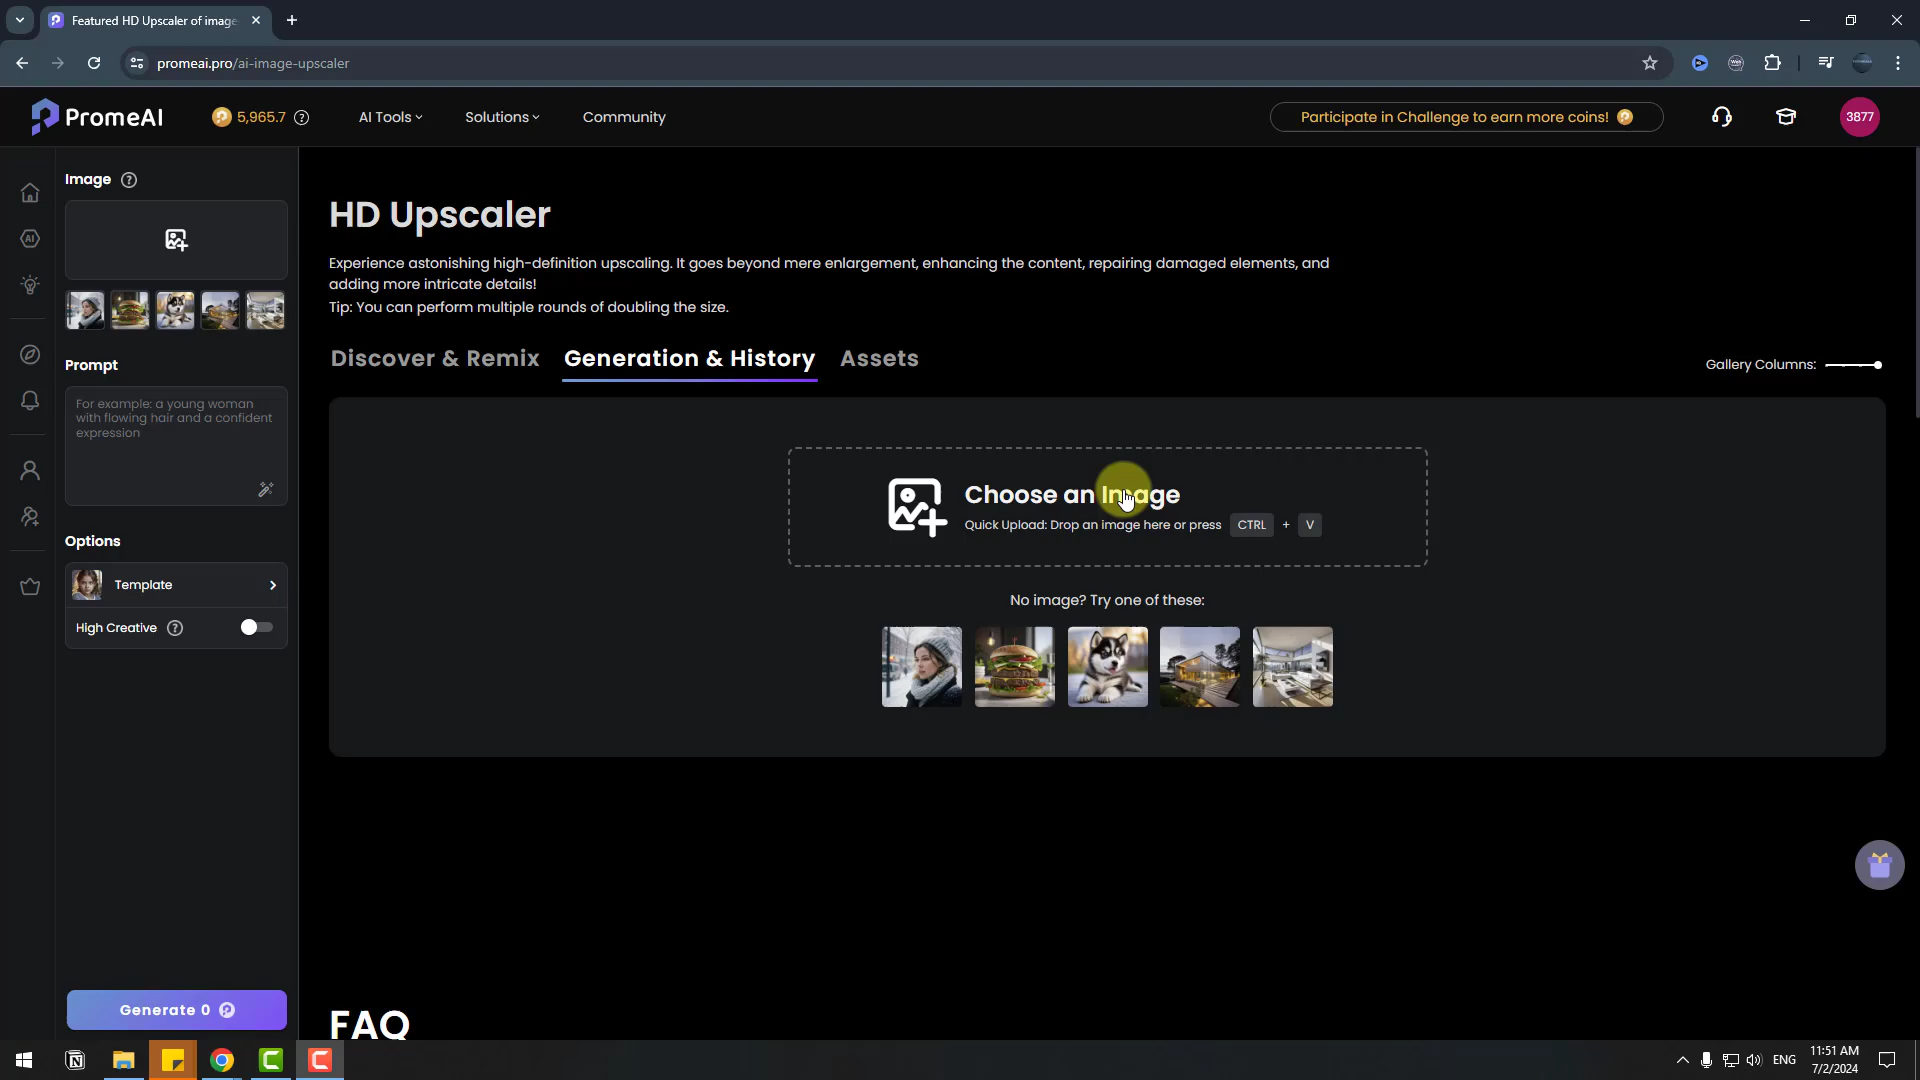 Featured HD Upscaler of image
promeai.pro/ai-image-upscaler
PromeAI
5,965.7
AI Tools
Solutions
Community
Participate in Challenge to earn more coins!
3877
Image
Prompt
For example: a young woman
with flowing hair and a confident
expression
Options
Template
High Creative
Generate 0
HD Upscaler
Experience astonishing high-definition upscaling. It goes beyond mere enlargement, enhancing the content, repairing damaged elements, and
adding more intricate details!
Tip: You can perform multiple rounds of doubling the size.
Discover & Remix
Generation & History
Assets
Gallery Columns:
Choose an Image
Quick Upload: Drop an image here or press CTRL + V
No image? Try one of these:
FAQ
ENG
11:51 AM
7/2/2024